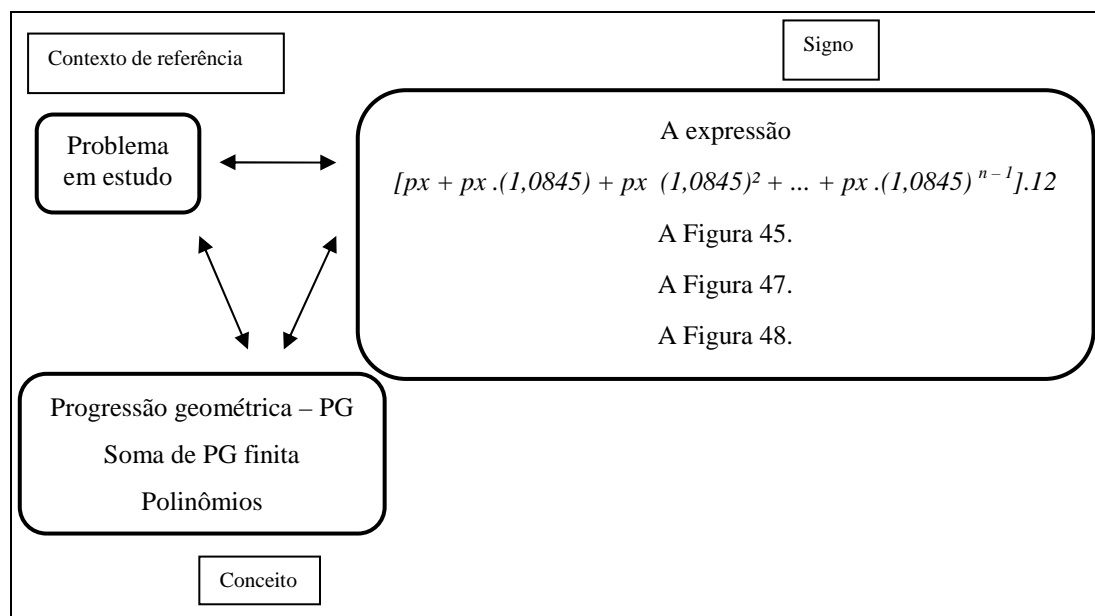 Contexto de referência
Signo
Problema
em estudo
A expressão
[px + px .(1,0845) + px (1,0845)² + ... + px .(1,0845) ⁿ ⁻ ¹].12
A Figura 45.
A Figura 47.
A Figura 48.
Progressão geométrica – PG
Soma de PG finita
Polinômios
Conceito